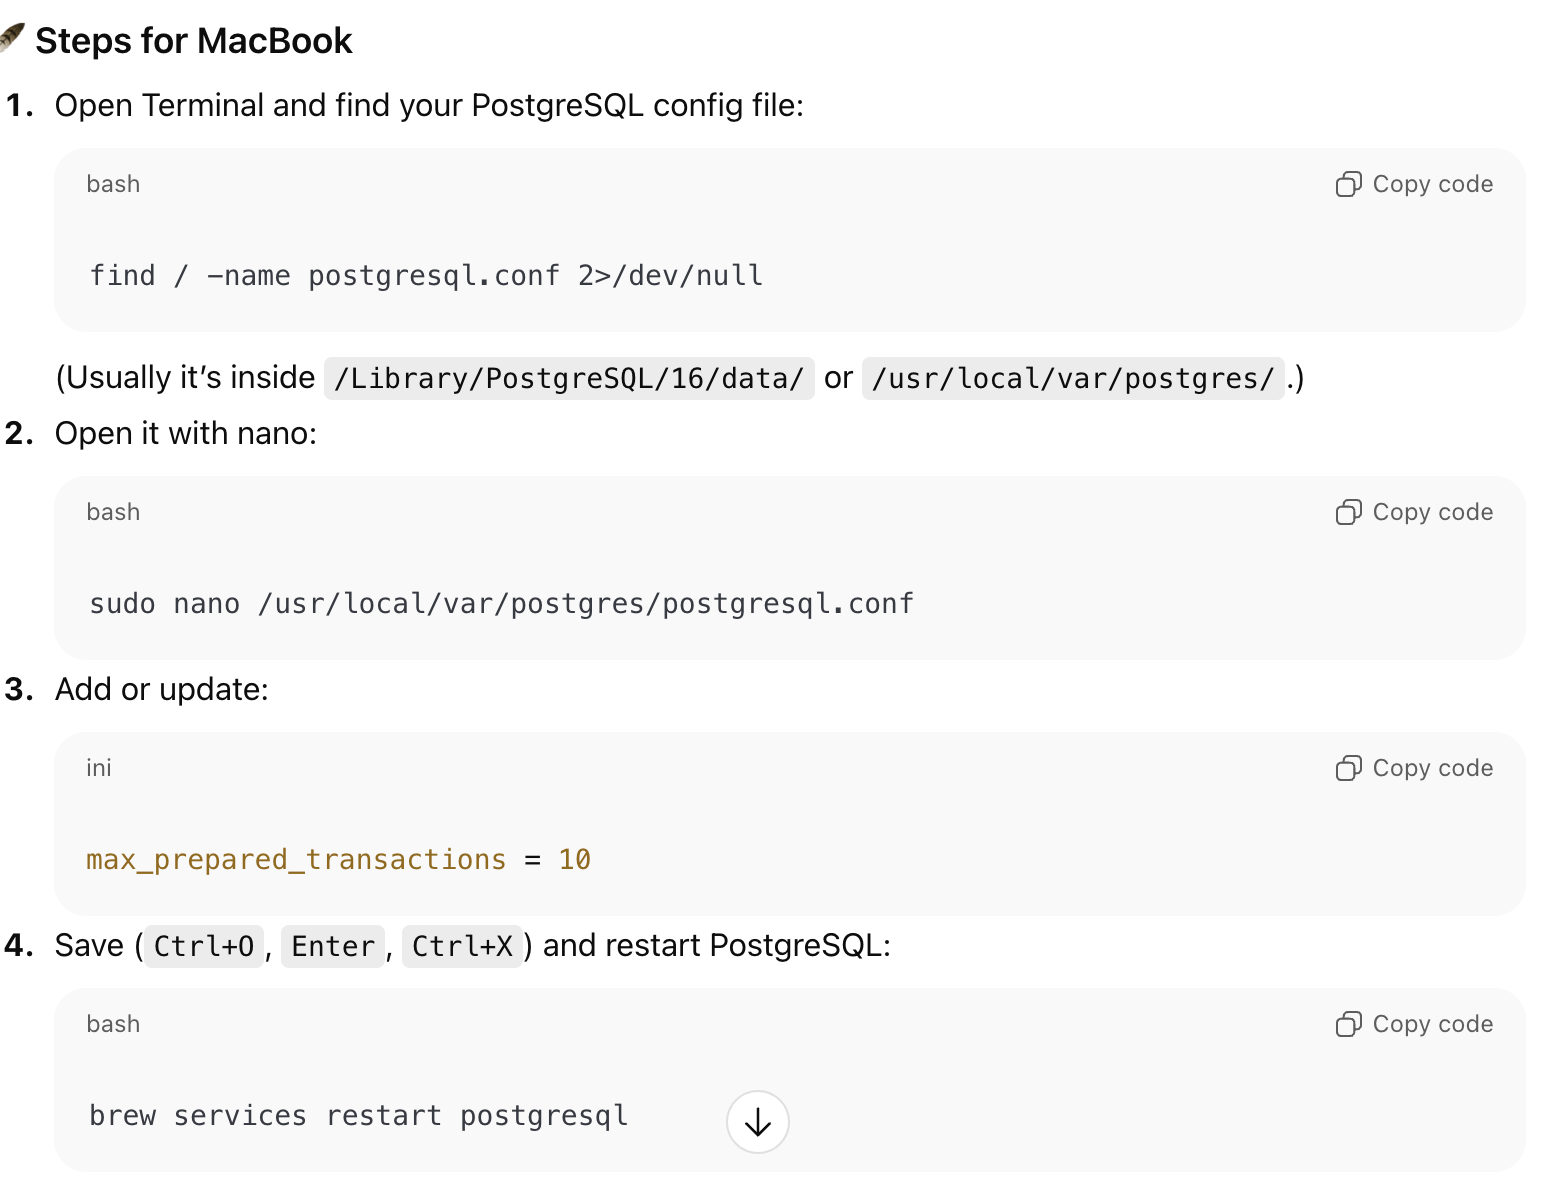 Steps for MacBook
1. Open Terminal and find your PostgreSQL config file:
bash
Copy code
find / -name postgresql.conf 2>/dev/null
(Usually it’s inside /Library/PostgreSQL/16/data/ or /usr/local/var/postgres/.)
2. Open it with nano:
bash
Copy code
sudo nano /usr/local/var/postgres/postgresql.conf
3. Add or update:
ini
Copy code
max_prepared_transactions = 10
4. Save (Ctrl+O, Enter, Ctrl+X) and restart PostgreSQL:
bash
Copy code
brew services restart postgresql